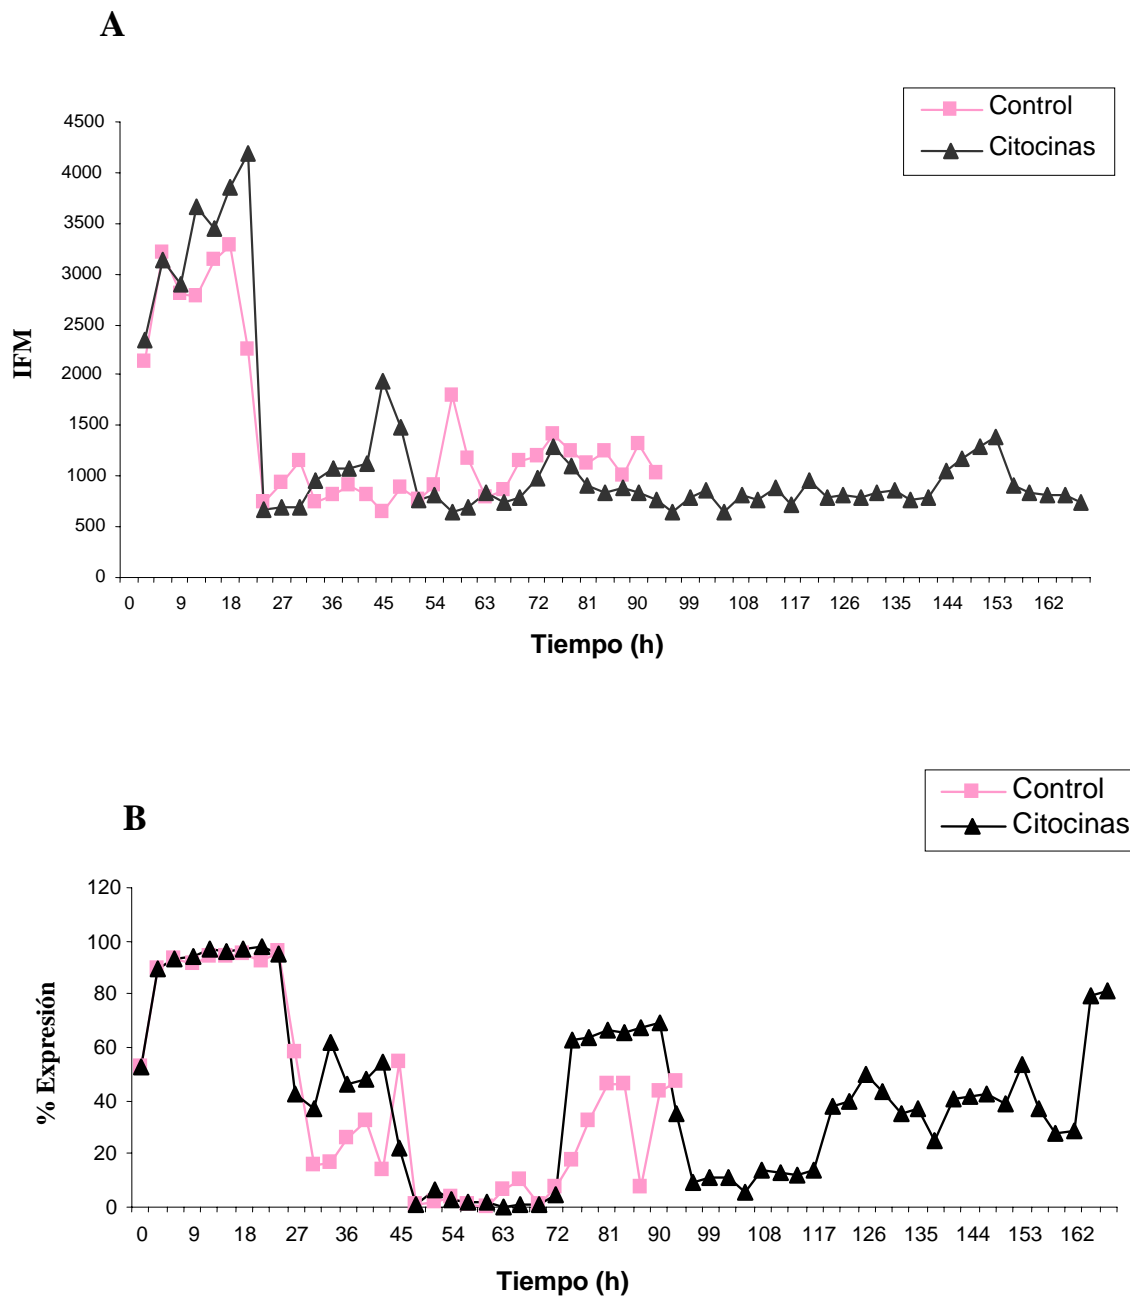 A
Control
Citocinas
4500
4000
3500
3000
2500
2000
1500
1000
500
0
IFM
0 9 18 27 36 45 54 63 72 81 90 99 108 117 126 135 144 153 162
Tiempo (h)
Control
Citocinas
B
120
100
80
60
40
20
0
% Expresión
0 9 18 27 36 45 54 63 72 81 90 99 108 117 126 135 144 153 162
Tiempo (h)